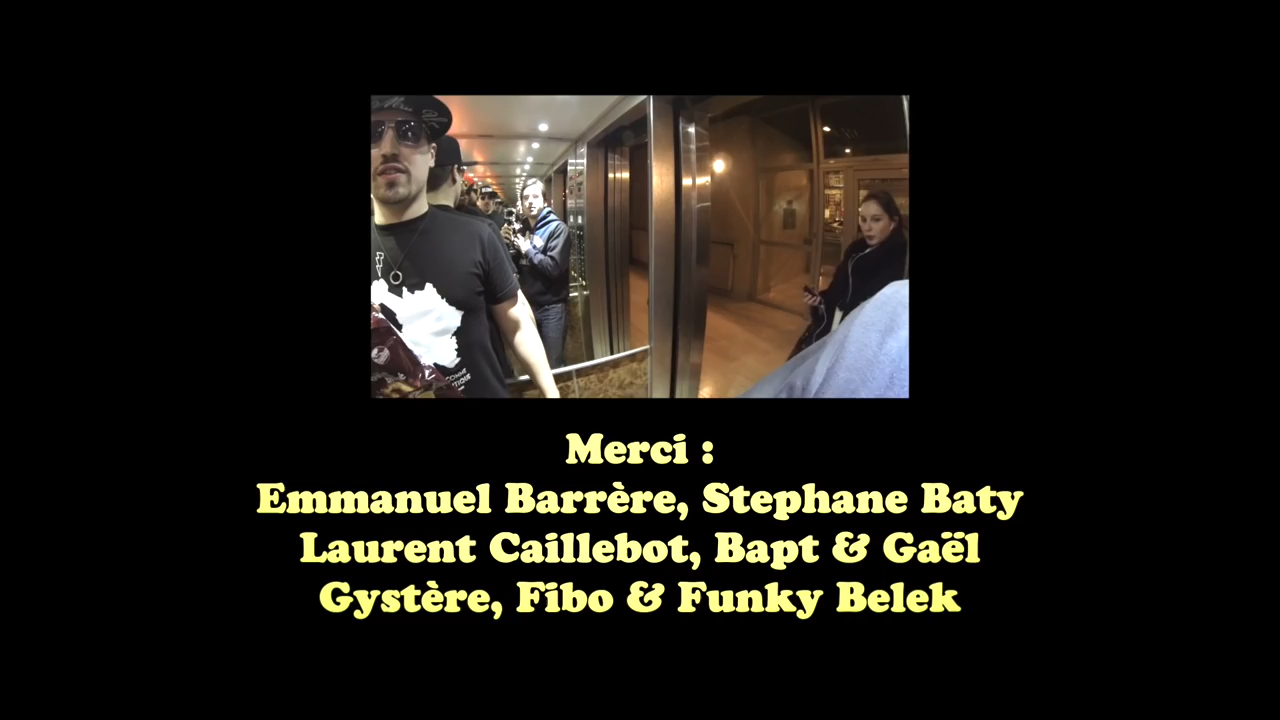 Merci :
Emmanuel Barrère, Stephane Baty
Laurent Caillebot, Bapt & Gaël
Gystère, Fibo & Funky Belek